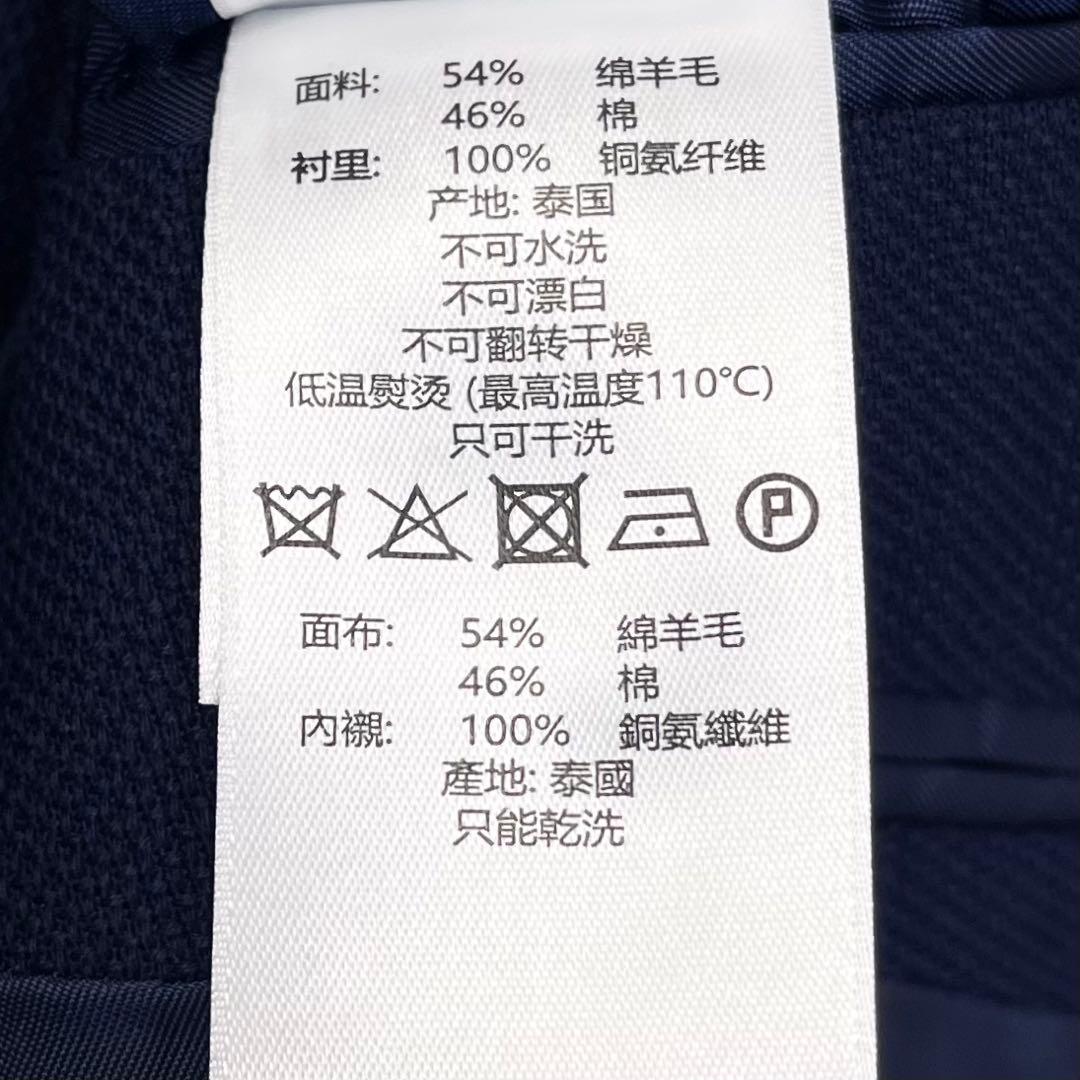 面料: 54% 绵羊毛
46% 棉
衬里: 100% 铜氨纤维
产地: 泰国
不可水洗
不可漂白
不可翻转干燥
低温熨烫 (最高温度110℃)
只可干洗
P
面布: 54% 綿羊毛
46% 棉
內襯: 100% 銅氨纖維
產地: 泰國
只能乾洗